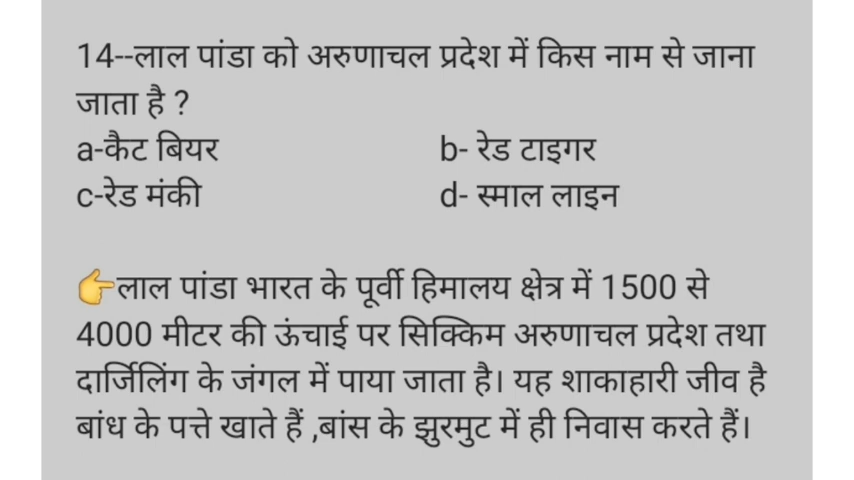 14--लाल पांडा को अरुणाचल प्रदेश में किस नाम से जाना
जाता है ?
a-कैट बियर b- रेड टाइगर
c-रेड मंकी d- स्माल लाइन
👉लाल पांडा भारत के पूर्वी हिमालय क्षेत्र में 1500 से
4000 मीटर की ऊंचाई पर सिक्किम अरुणाचल प्रदेश तथा
दार्जिलिंग के जंगल में पाया जाता है। यह शाकाहारी जीव है
बांध के पत्ते खाते हैं ,बांस के झुरमुट में ही निवास करते हैं।